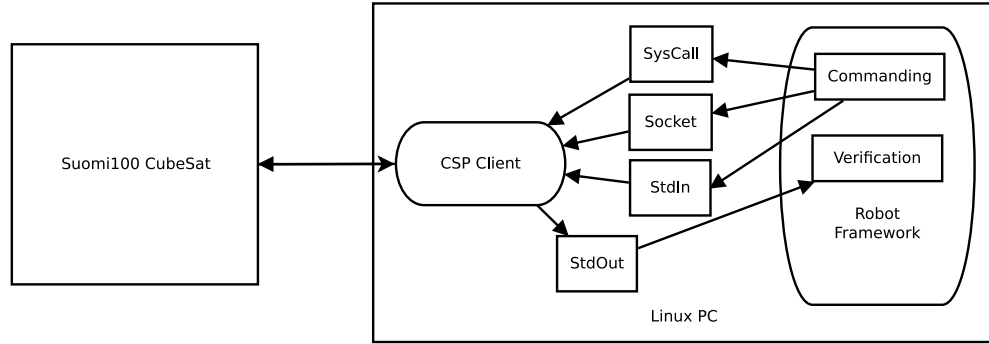 SysCall
Commanding
Socket
Suomi100 CubeSat
CSP Client
Verification
StdIn
Robot
Framework
StdOut
Linux PC